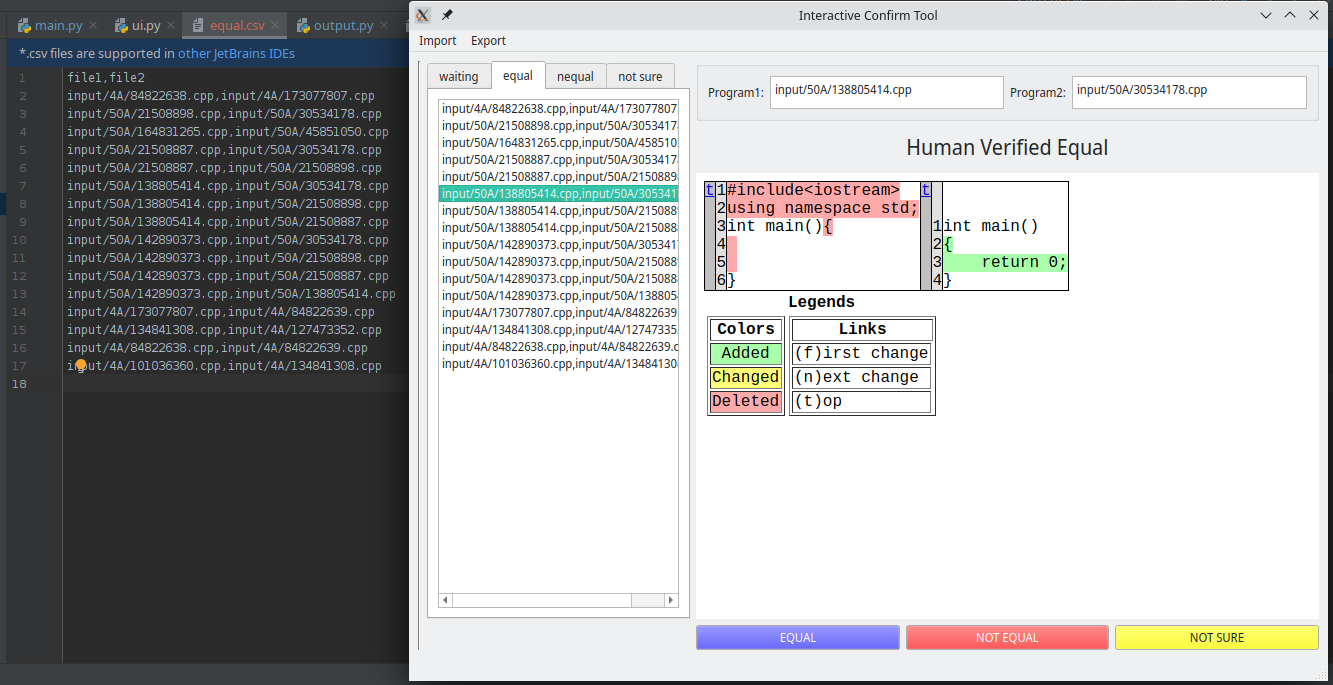 main.py
ui.py
equal.csv
output.py
*.csv files are supported in other JetBrains IDEs
1 file1,file2
2 input/4A/84822638.cpp,input/4A/173077807.cpp
3 input/50A/21508898.cpp,input/50A/30534178.cpp
4 input/50A/164831265.cpp,input/50A/45851050.cpp
5 input/50A/21508887.cpp,input/50A/30534178.cpp
6 input/50A/21508887.cpp,input/50A/21508898.cpp
7 input/50A/138805414.cpp,input/50A/30534178.cpp
8 input/50A/138805414.cpp,input/50A/21508898.cpp
9 input/50A/138805414.cpp,input/50A/21508887.cpp
10 input/50A/142890373.cpp,input/50A/30534178.cpp
11 input/50A/142890373.cpp,input/50A/21508898.cpp
12 input/50A/142890373.cpp,input/50A/21508887.cpp
13 input/50A/142890373.cpp,input/50A/138805414.cpp
14 input/4A/173077807.cpp,input/4A/84822639.cpp
15 input/4A/134841308.cpp,input/4A/127473352.cpp
16 input/4A/84822638.cpp,input/4A/84822639.cpp
17 input/4A/101036360.cpp,input/4A/134841308.cpp
18
Interactive Confirm Tool
Import Export
waiting equal nequal not sure
input/4A/84822638.cpp,input/4A/173077807
input/50A/21508898.cpp,input/50A/3053417
input/50A/164831265.cpp,input/50A/458510
input/50A/21508887.cpp,input/50A/3053417
input/50A/21508887.cpp,input/50A/2150889
input/50A/138805414.cpp,input/50A/305341
input/50A/138805414.cpp,input/50A/215088
input/50A/138805414.cpp,input/50A/215088
input/50A/142890373.cpp,input/50A/305341
input/50A/142890373.cpp,input/50A/215088
input/50A/142890373.cpp,input/50A/215088
input/50A/142890373.cpp,input/50A/138805
input/4A/173077807.cpp,input/4A/84822639
input/4A/134841308.cpp,input/4A/12747335
input/4A/84822638.cpp,input/4A/84822639.c
input/4A/101036360.cpp,input/4A/13484130
Program1: input/50A/138805414.cpp Program2: input/50A/30534178.cpp
Human Verified Equal
t 1 #include<iostream> t
2 using namespace std;
3 int main(){ 1 int main()
4 2 {
5 3 return 0;
6 } 4 }
Legends
Colors Links
Added (f)irst change
Changed (n)ext change
Deleted (t)op
EQUAL NOT EQUAL NOT SURE